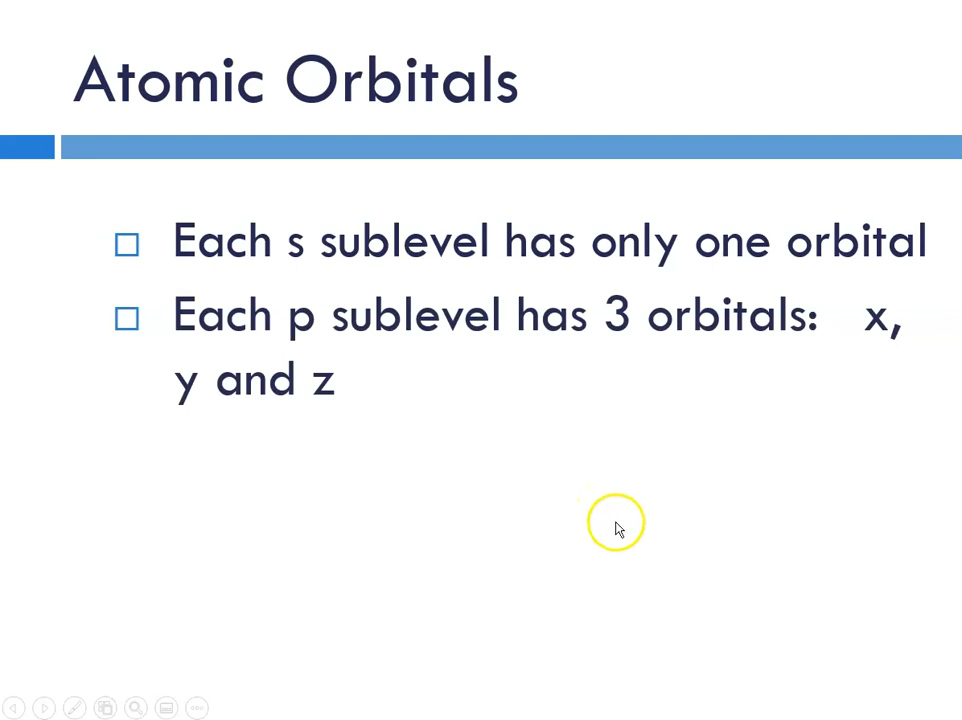 Atomic Orbitals
Each s sublevel has only one orbital
Each p sublevel has 3 orbitals: x,
y and z